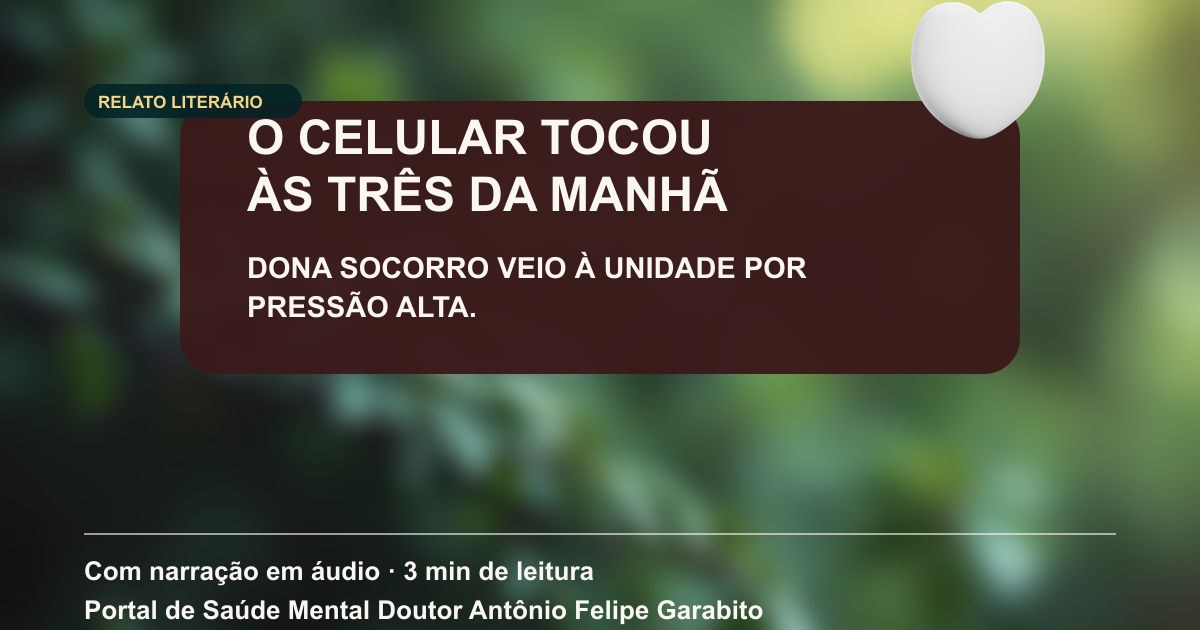 RELATO LITERÁRIO
O CELULAR TOCOU
ÀS TRÊS DA MANHÃ
DONA SOCORRO VEIO À UNIDADE POR
PRESSÃO ALTA.
Com narração em áudio · 3 min de leitura
Portal de Saúde Mental Doutor Antônio Felipe Garabito